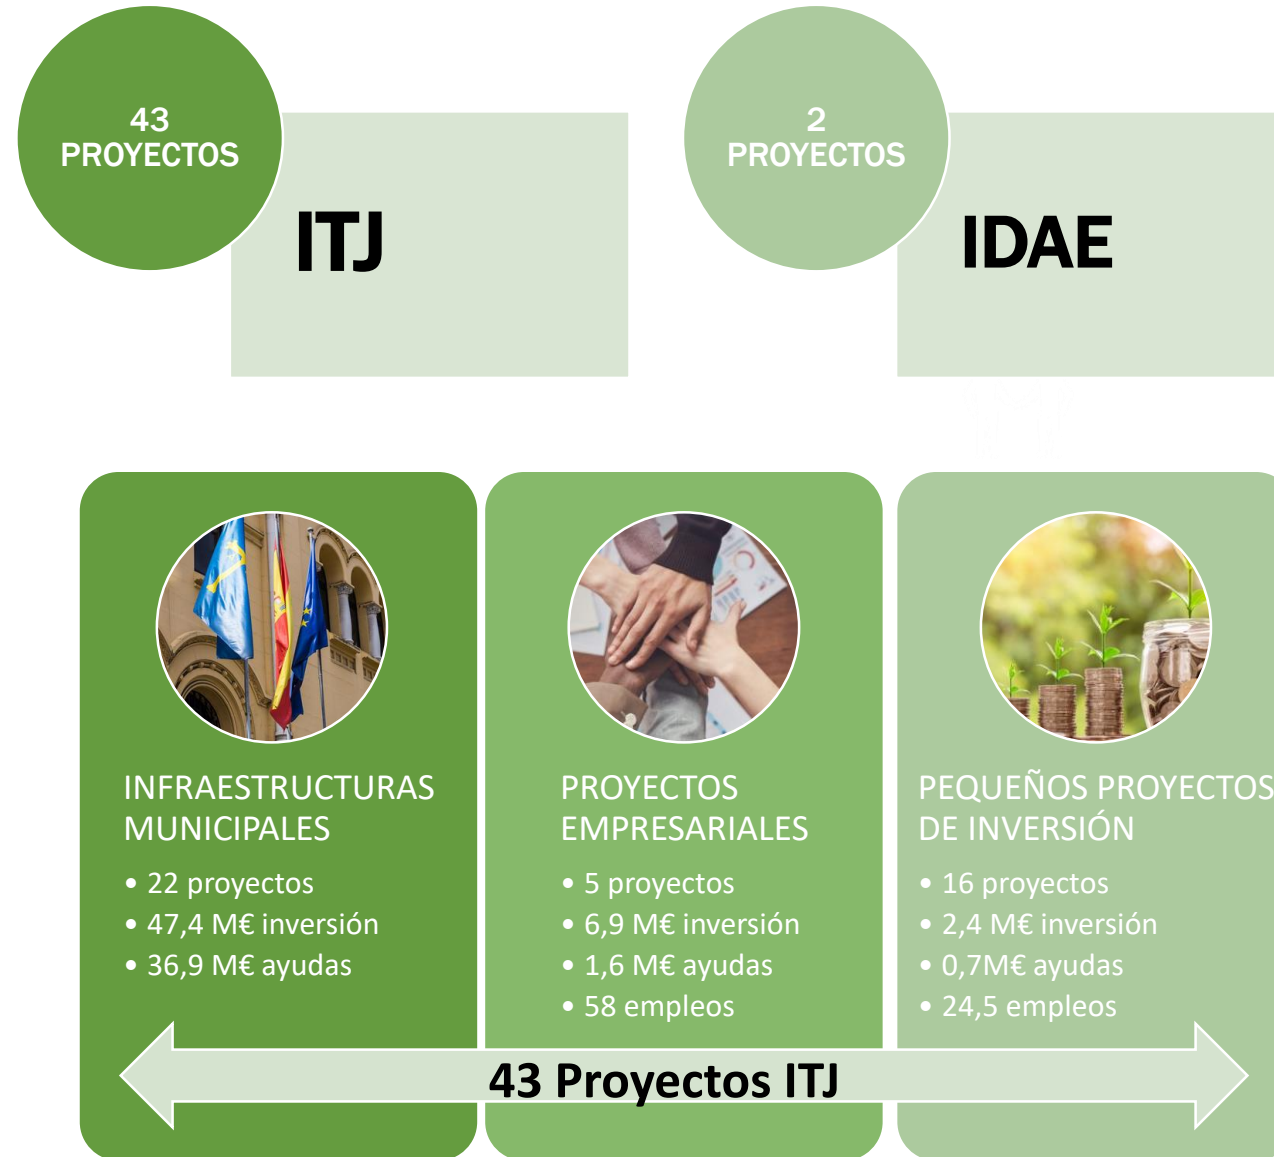 43
PROYECTOS
ITJ
2
PROYECTOS
IDAE
INFRAESTRUCTURAS
MUNICIPALES
• 22 proyectos
• 47,4 M€ inversión
• 36,9 M€ ayudas
PROYECTOS
EMPRESARIALES
• 5 proyectos
• 6,9 M€ inversión
• 1,6 M€ ayudas
• 58 empleos
PEQUEÑOS PROYECTOS
DE INVERSIÓN
• 16 proyectos
• 2,4 M€ inversión
• 0,7M€ ayudas
• 24,5 empleos
43 Proyectos ITJ